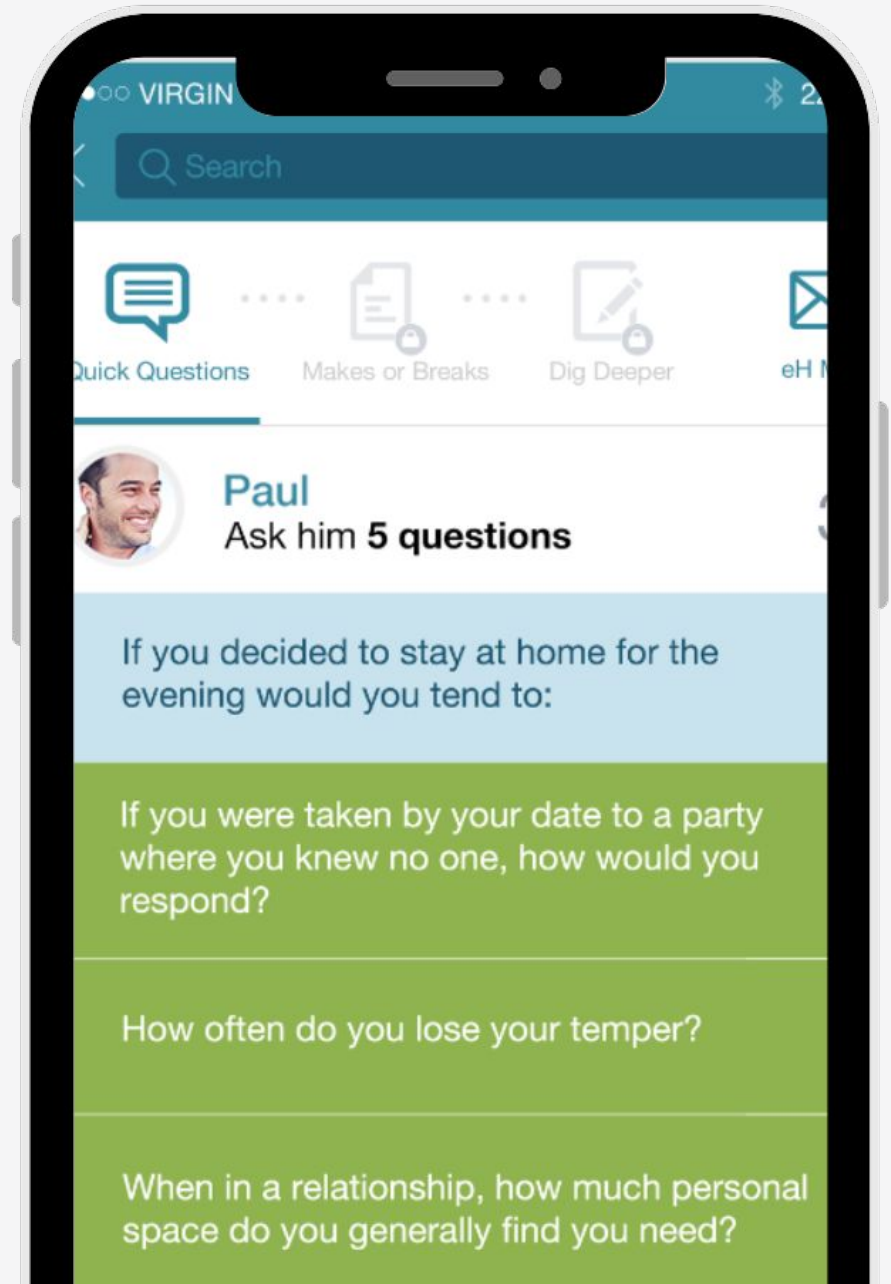 VIRGIN
Search
Quick Questions
Makes or Breaks
Dig Deeper
eH
Paul
Ask him 5 questions
If you decided to stay at home for the
evening would you tend to:
If you were taken by your date to a party
where you knew no one, how would you
respond?
How often do you lose your temper?
When in a relationship, how much personal
space do you generally find you need?